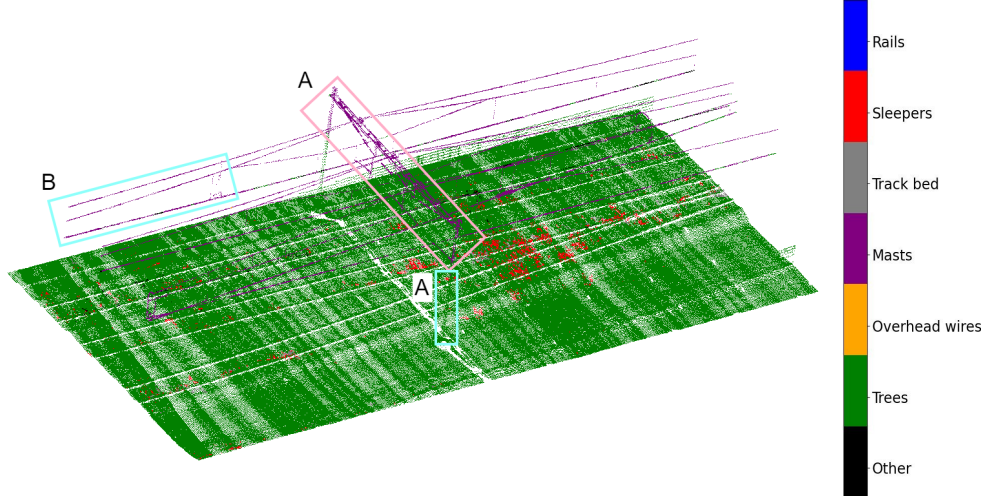 A
B
A
Rails
Sleepers
Track bed
Masts
Overhead wires
Trees
Other